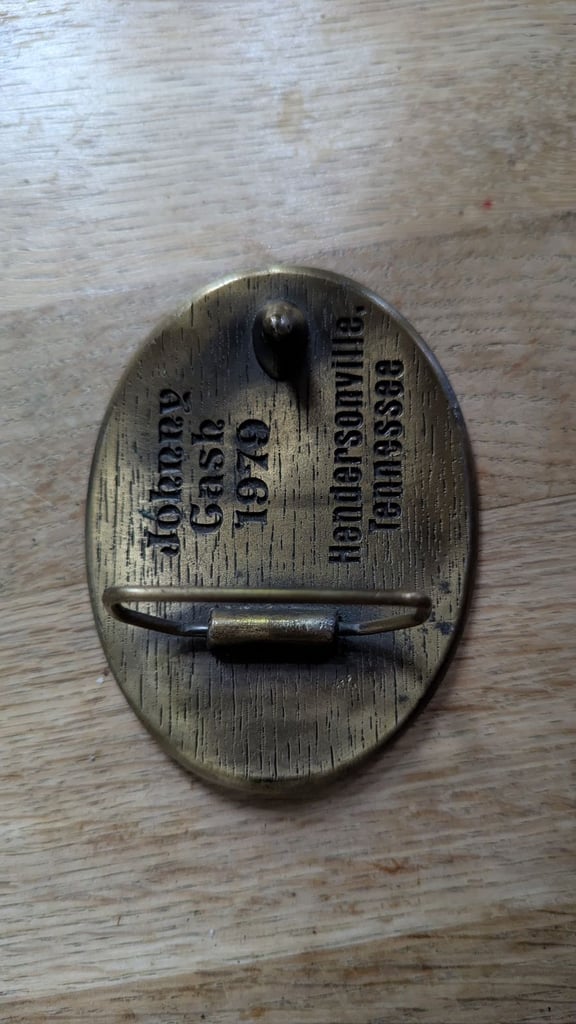 Johnny
Cash
1979
Hendersonville,
Tennessee